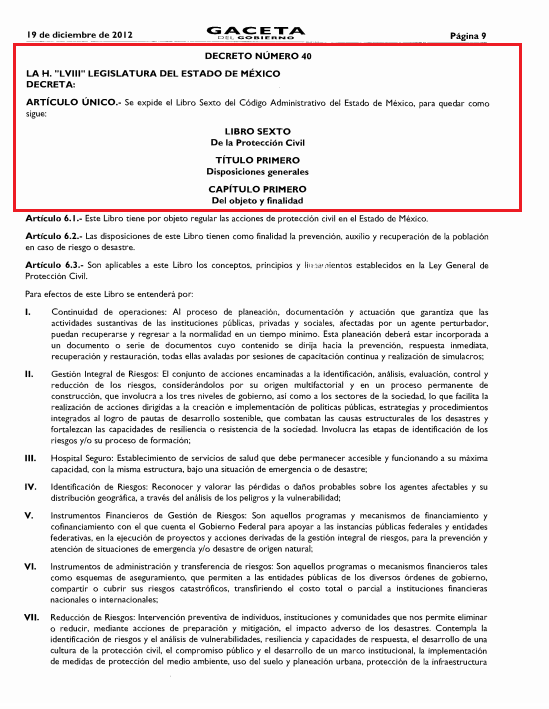 19 de diciembre de 2012
GACETA
DEL GOBIERNO
Página 9
DECRETO NÚMERO 40
LA H. "LVIII" LEGISLATURA DEL ESTADO DE MÉXICO
DECRETA:
ARTÍCULO ÚNICO.- Se expide el Libro Sexto del Código Administrativo del Estado de México, para quedar como
sigue:
LIBRO SEXTO
De la Protección Civil
TÍTULO PRIMERO
Disposiciones generales
CAPÍTULO PRIMERO
Del objeto y finalidad
Artículo 6.1.- Este Libro tiene por objeto regular las acciones de protección civil en el Estado de México.
Artículo 6.2.- Las disposiciones de este Libro tienen como finalidad la prevención, auxilio y recuperación de la población
en caso de riesgo o desastre.
Artículo 6.3.- Son aplicables a este Libro los conceptos, principios y lineamientos establecidos en la Ley General de
Protección Civil.
Para efectos de este Libro se entenderá por:
I. Continuidad de operaciones: Al proceso de planeación, documentación y actuación que garantiza que las
actividades sustantivas de las instituciones públicas, privadas y sociales, afectadas por un agente perturbador,
puedan recuperarse y regresar a la normalidad en un tiempo mínimo. Esta planeación deberá estar incorporada a
un documento o serie de documentos cuyo contenido se dirija hacia la prevención, respuesta inmediata,
recuperación y restauración, todas ellas avaladas por sesiones de capacitación continua y realización de simulacros;
II. Gestión Integral de Riesgos: El conjunto de acciones encaminadas a la identificación, análisis, evaluación, control y
reducción de los riesgos, considerándolos por su origen multifactorial y en un proceso permanente de
construcción, que involucra a los tres niveles de gobierno, así como a los sectores de la sociedad, lo que facilita la
realización de acciones dirigidas a la creación e implementación de políticas públicas, estrategias y procedimientos
integrados al logro de pautas de desarrollo sostenible, que combatan las causas estructurales de los desastres y
fortalezcan las capacidades de resiliencia o resistencia de la sociedad. Involucra las etapas de identificación de los
riesgos y/o su proceso de formación;
III. Hospital Seguro: Establecimiento de servicios de salud que debe permanecer accesible y funcionando a su máxima
capacidad, con la misma estructura, bajo una situación de emergencia o de desastre;
IV. Identificación de Riesgos: Reconocer y valorar las pérdidas o daños probables sobre los agentes afectables y su
distribución geográfica, a través del análisis de los peligros y la vulnerabilidad;
V. Instrumentos Financieros de Gestión de Riesgos: Son aquellos programas y mecanismos de financiamiento y
cofinanciamiento con el que cuenta el Gobierno Federal para apoyar a las instancias públicas federales y entidades
federativas, en la ejecución de proyectos y acciones derivadas de la gestión integral de riesgos, para la prevención y
atención de situaciones de emergencia y/o desastre de origen natural;
VI. Instrumentos de administración y transferencia de riesgos: Son aquellos programas o mecanismos financieros tales
como esquemas de aseguramiento, que permiten a las entidades públicas de los diversos órdenes de gobierno,
compartir o cubrir sus riesgos catastróficos, transfiriendo el costo total o parcial a instituciones financieras
nacionales o internacionales;
VII. Reducción de Riesgos: Intervención preventiva de individuos, instituciones y comunidades que nos permite eliminar
o reducir, mediante acciones de preparación y mitigación, el impacto adverso de los desastres. Contempla la
identificación de riesgos y el análisis de vulnerabilidades, resiliencia y capacidades de respuesta, el desarrollo de una
cultura de la protección civil, el compromiso público y el desarrollo de un marco institucional, la implementación
de medidas de protección del medio ambiente, uso del suelo y planeación urbana, protección de la infraestructura